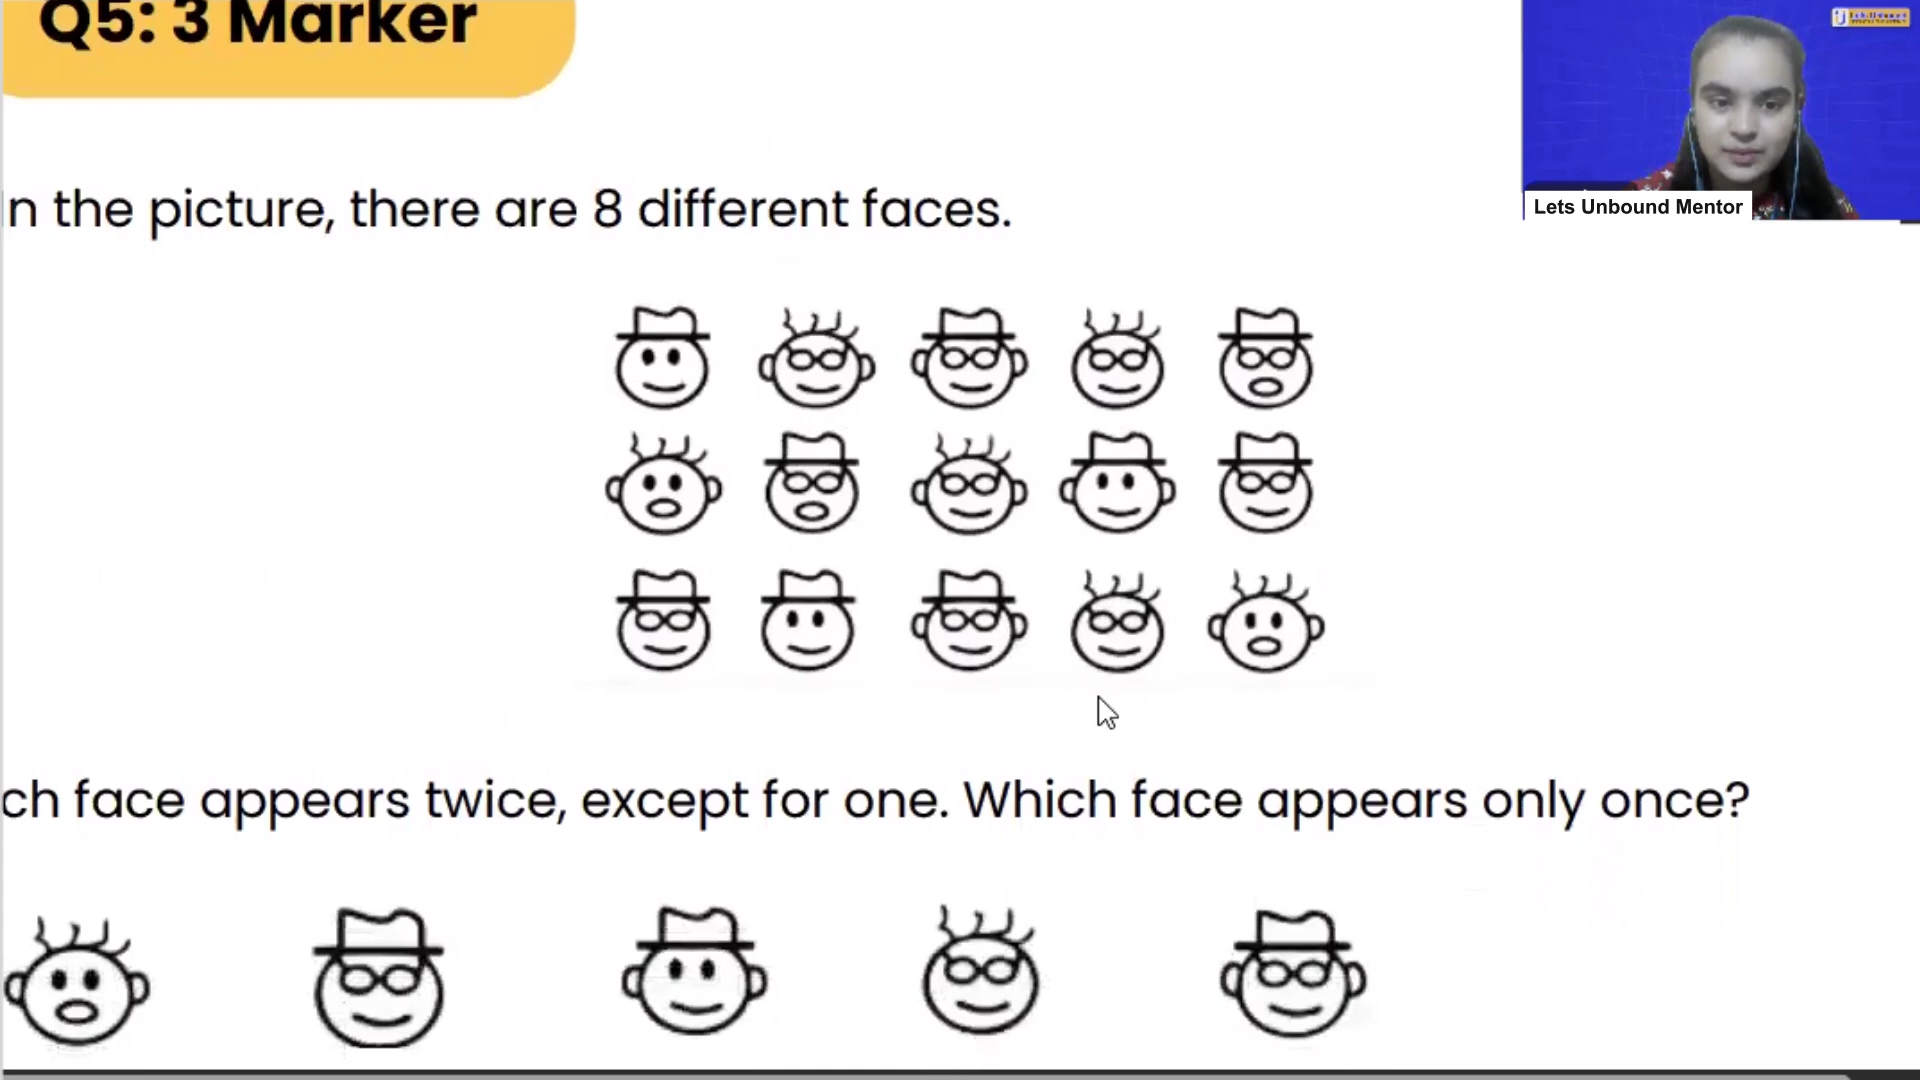 Q5: 3 Marker
n the picture, there are 8 different faces.
Lets Unbound Mentor
ch face appears twice, except for one. Which face appears only once?